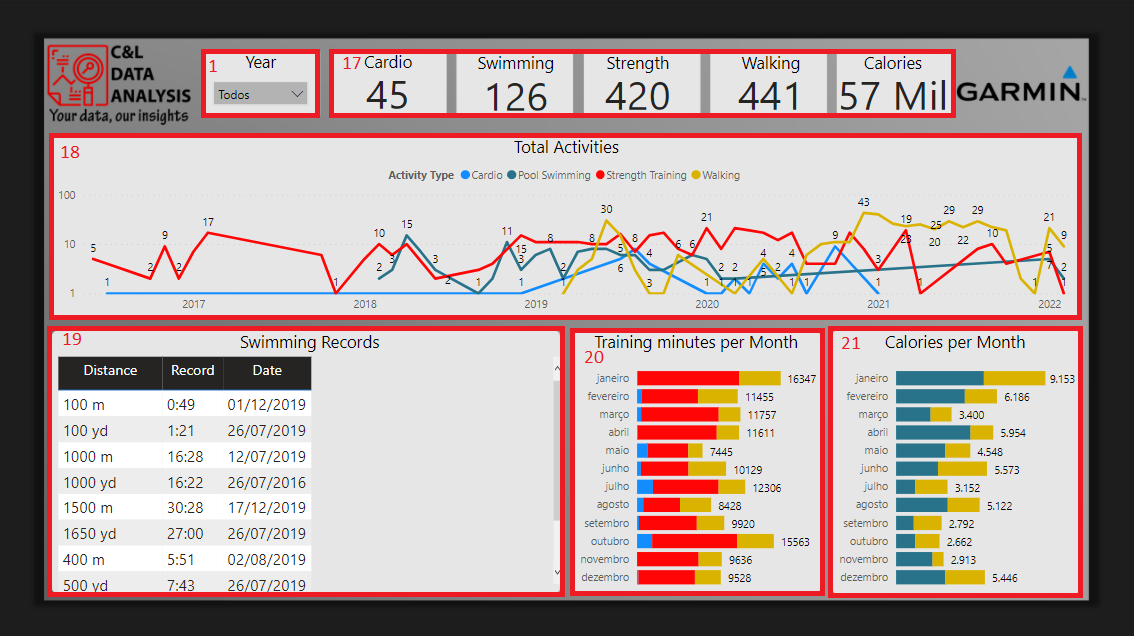 C&L
DATA
ANALYSIS
Your data, our insights
1 Year
Todos
17 Cardio
45
Swimming
126
Strength
420
Walking
441
Calories
57 Mil
GARMIN
18
Total Activities
Activity Type Cardio Pool Swimming Strength Training Walking
100
10
1
5 1 2 9 2 17 1 2 10 3 15 3 2 1 11 3 15 1 8 2 1 8 30 5 6 8 4 3 1 6 6 21 1 2 2 1 4 5 2 4 1 1 9 43 3 1 19 23 1 25 20 29 22 29 10 1 21 5 7 9 2 1
2017 2018 2019 2020 2021 2022
19
Swimming Records
Distance Record Date
100 m 0:49 01/12/2019
100 yd 1:21 26/07/2019
1000 m 16:28 12/07/2019
1000 yd 16:22 26/07/2016
1500 m 30:28 17/12/2019
1650 yd 27:00 26/07/2019
400 m 5:51 02/08/2019
500 yd 7:43 26/07/2019
Training minutes per Month
20
janeiro 16347
fevereiro 11455
março 11757
abril 11611
maio 7445
junho 10129
julho 12306
agosto 8428
setembro 9920
outubro 15563
novembro 9636
dezembro 9528
21 Calories per Month
janeiro 9.153
fevereiro 6.186
março 3.400
abril 5.954
maio 4.548
junho 5.573
julho 3.152
agosto 5.122
setembro 2.792
outubro 2.662
novembro 2.913
dezembro 5.446